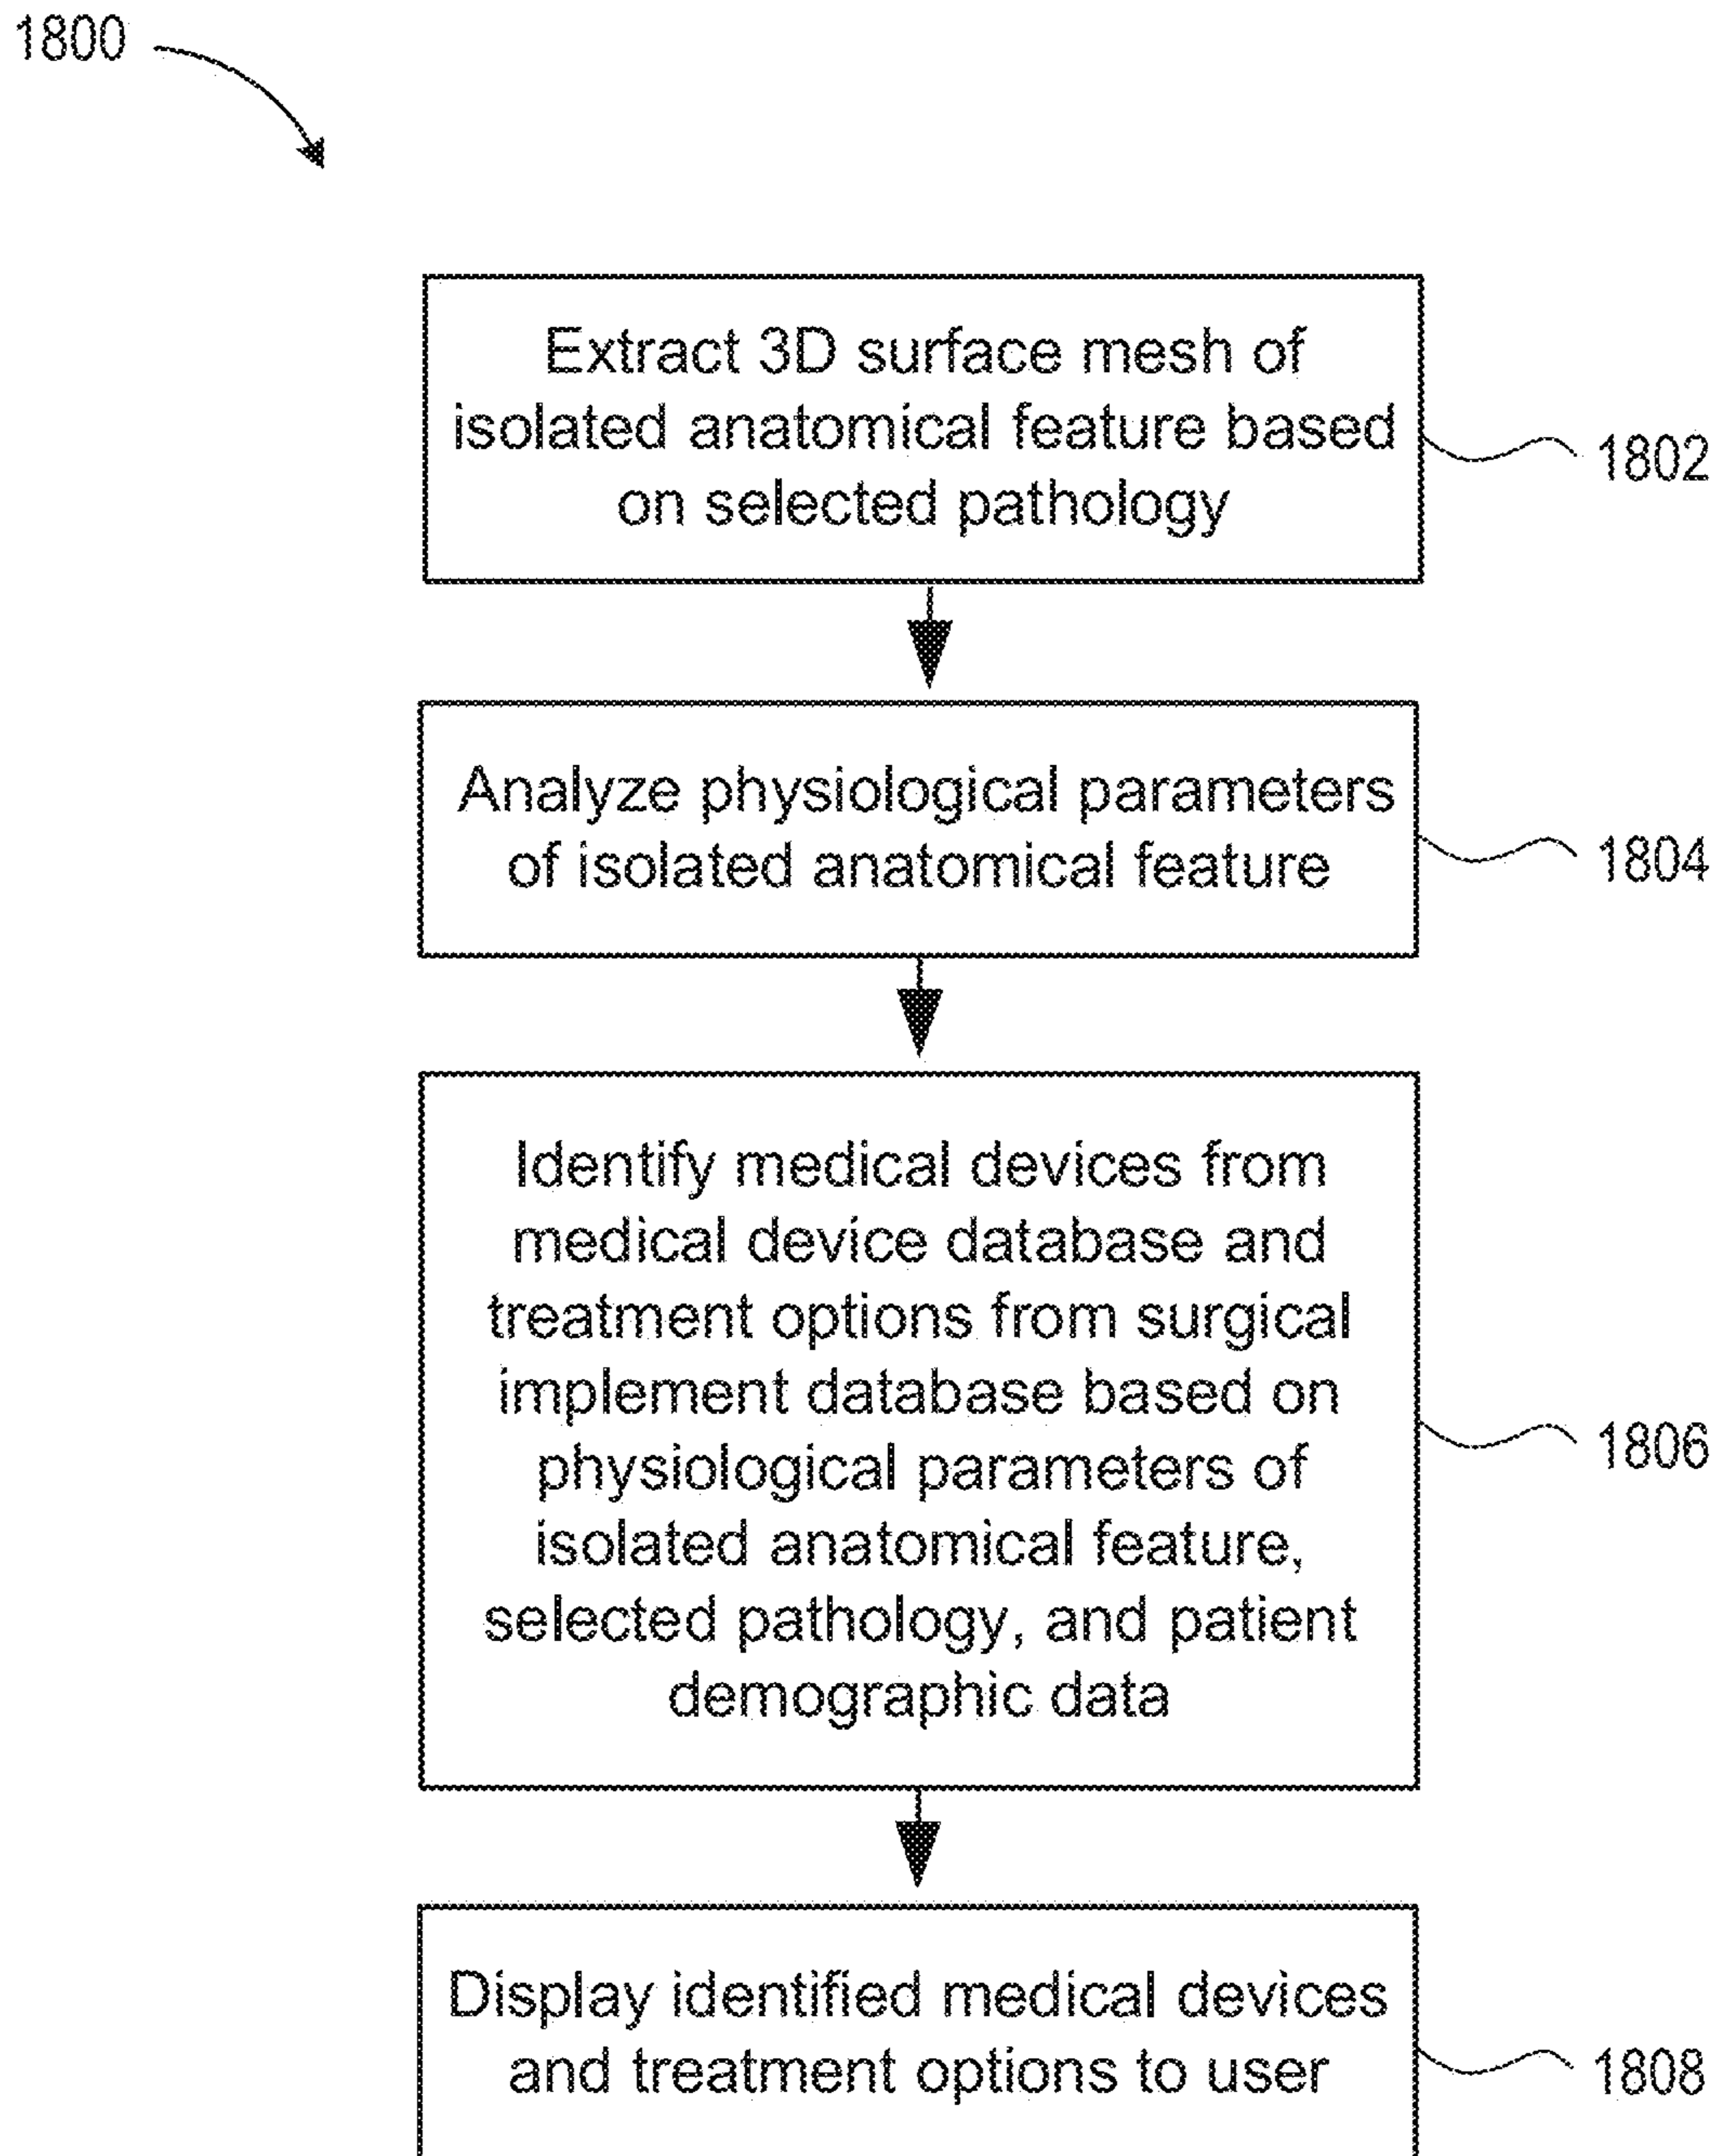 1800
Extract 3D surface mesh of
isolated anatomical feature based
on selected pathology
1802
Analyze physiological parameters
of isolated anatomical feature
1804
Identify medical devices from
medical device database and
treatment options from surgical
implement database based on
physiological parameters of
isolated anatomical feature,
selected pathology, and patient
demographic data
1806
Display identified medical devices
and treatment options to user
1808